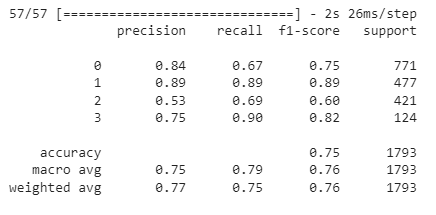 57/57 [==============================] - 2s 26ms/step
precision recall f1-score support
0 0.84 0.67 0.75 771
1 0.89 0.89 0.89 477
2 0.53 0.69 0.60 421
3 0.75 0.90 0.82 124
accuracy 0.75 1793
macro avg 0.75 0.79 0.76 1793
weighted avg 0.77 0.75 0.76 1793